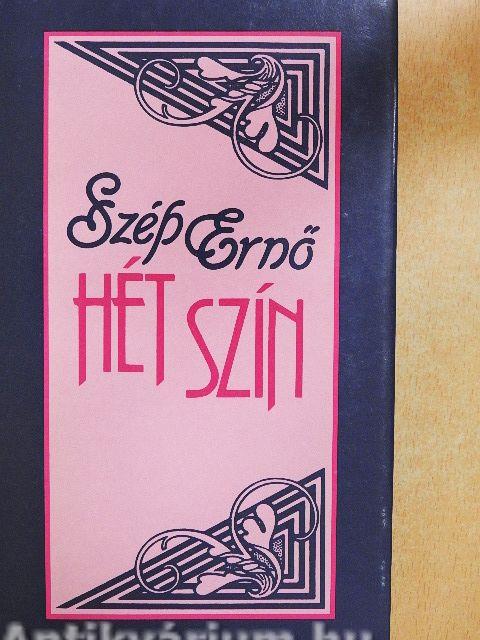 Szép Ernő
HÉT SZÍN
Antikvárium.hu